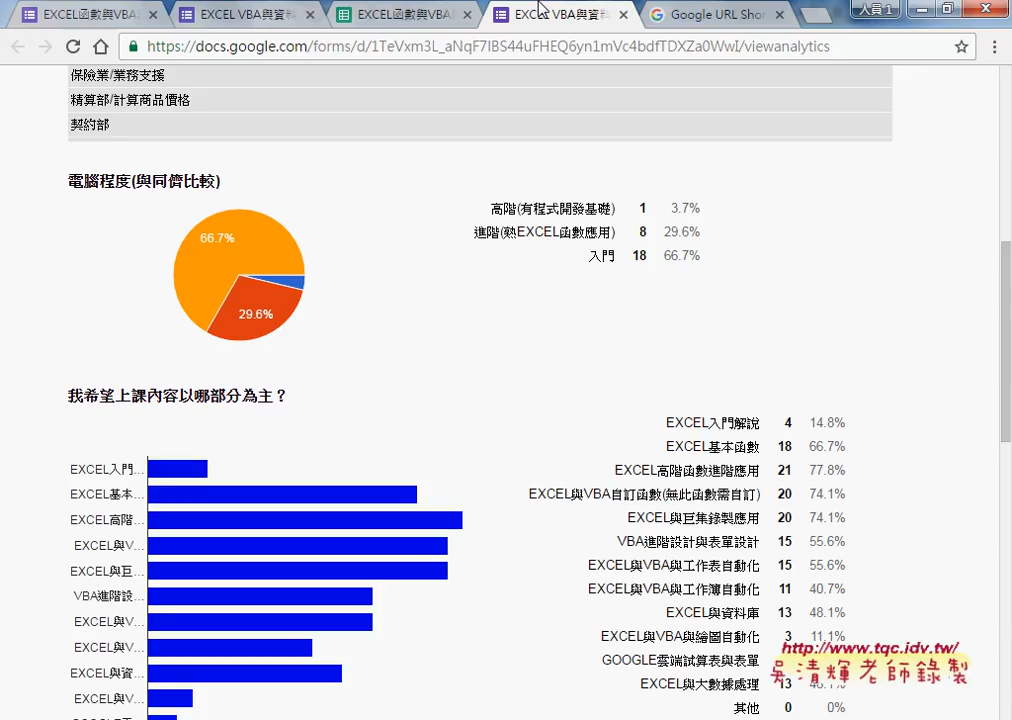 EXCEL函數與VBA
EXCEL VBA與資料
EXCEL函數與VBA
EXCEL VBA與資料
Google URL Shor
人員1
https://docs.google.com/forms/d/1TeVxm3L_aNqF7IBS44uFHEQ6yn1mVc4bdfTDXZa0WwI/viewanalytics
保險業/業務支援
精算部/計算商品價格
契約部
電腦程度(與同儕比較)
66.7%
29.6%
高階(有程式開發基礎) 1 3.7%
進階(熟EXCEL函數應用) 8 29.6%
入門 18 66.7%
我希望上課內容以哪部分為主？
EXCEL入門...
EXCEL基本...
EXCEL高階...
EXCEL與V...
EXCEL與巨...
VBA進階設...
EXCEL與V...
EXCEL與V...
EXCEL與資...
EXCEL與V...
EXCEL入門解說 4 14.8%
EXCEL基本函數 18 66.7%
EXCEL高階函數進階應用 21 77.8%
EXCEL與VBA自訂函數(無此函數需自訂) 20 74.1%
EXCEL與巨集錄製應用 20 74.1%
VBA進階設計與表單設計 15 55.6%
EXCEL與VBA與工作表自動化 15 55.6%
EXCEL與VBA與工作簿自動化 11 40.7%
EXCEL與資料庫 13 48.1%
EXCEL與VBA與繪圖自動化 3 11.1%
GOOGLE雲端試算表與表單
EXCEL與大數據處理 13 48.1%
其他 0 0%
http://www.tqc.idv.tw/
吳清輝老師錄製